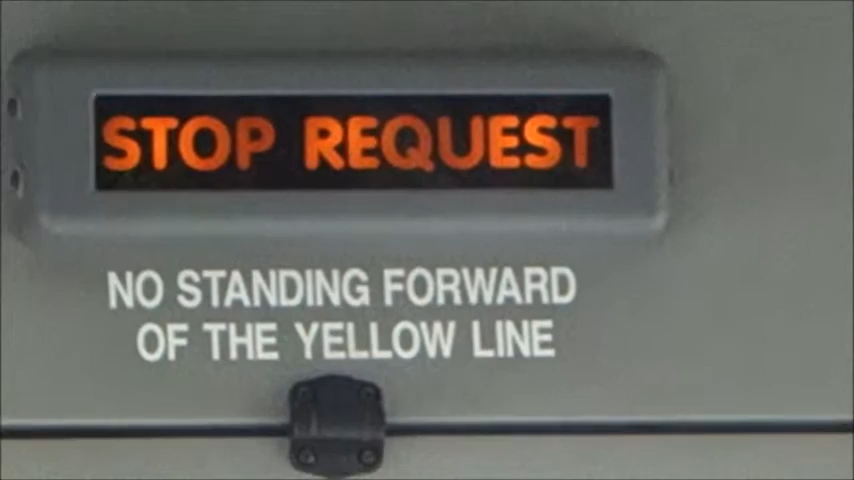 STOP REQUEST
NO STANDING FORWARD
OF THE YELLOW LINE